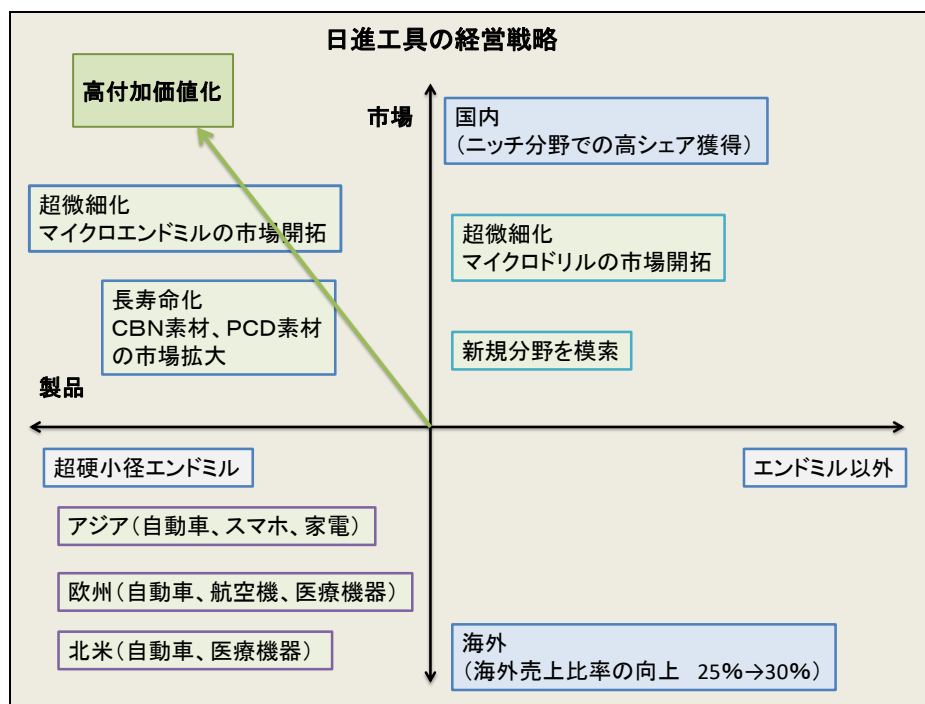 日進工具の経営戦略
高付加価値化
市場
国内
（ニッチ分野での高シェア獲得）
超微細化
マイクロエンドミルの市場開拓
超微細化
マイクロドリルの市場開拓
長寿命化
CBN素材、PCD素材
の市場拡大
新規分野を模索
製品
超硬小径エンドミル
エンドミル以外
アジア（自動車、スマホ、家電）
欧州（自動車、航空機、医療機器）
北米（自動車、医療機器）
海外
（海外売上比率の向上　25%→30%）